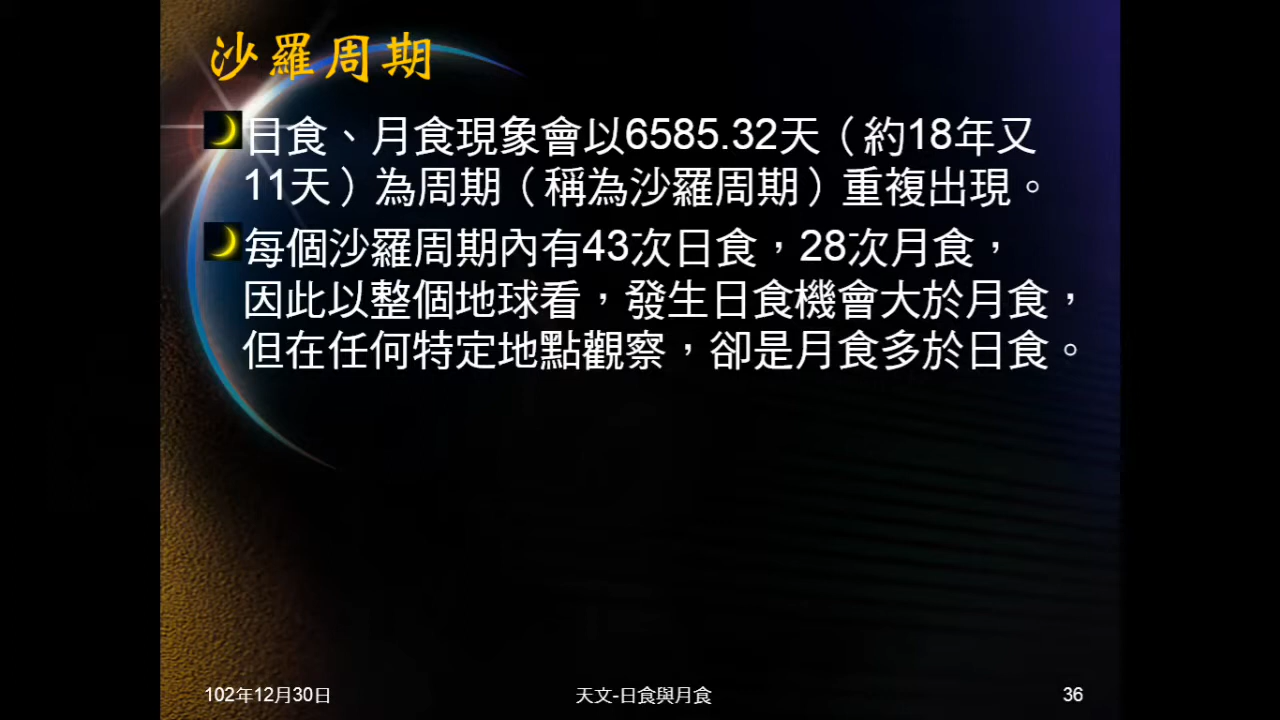 沙羅周期
日食、月食現象會以6585.32天（約18年又
11天）為周期（稱為沙羅周期）重複出現。
每個沙羅周期內有43次日食，28次月食，
因此以整個地球看，發生日食機會大於月食，
但在任何特定地點觀察，卻是月食多於日食。
102年12月30日
天文-日食與月食
36